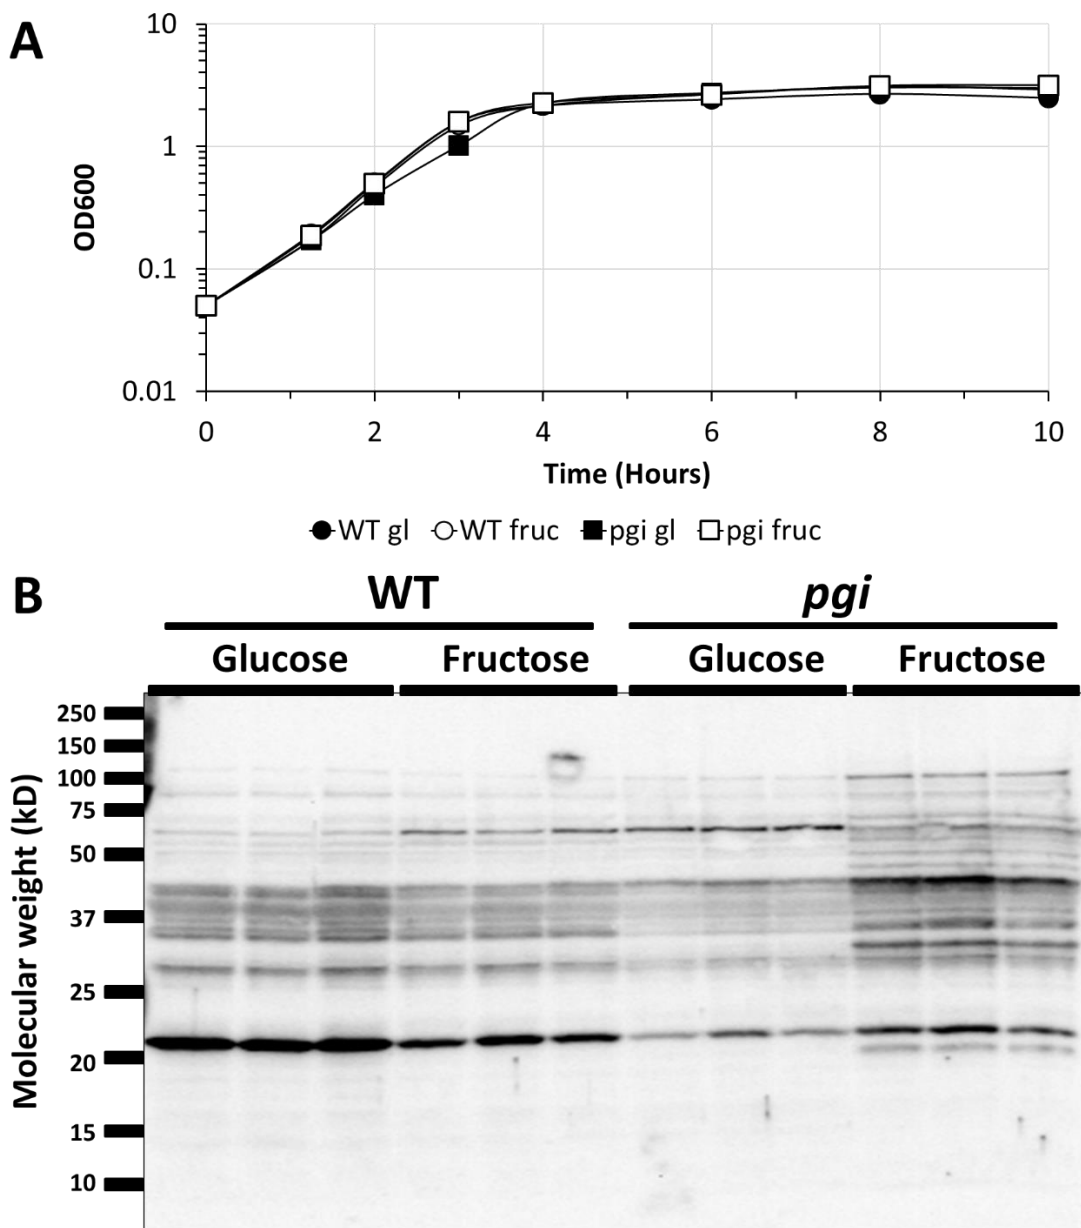 A
10
1
0.1
0.01
OD600
0 2 4 6 8 10
Time (Hours)
WT gl WT fruc pgi gl pgi fruc
B
WT pgi
Glucose Fructose Glucose Fructose
Molecular weight (kD)
250
150
100
75
50
37
25
20
15
10